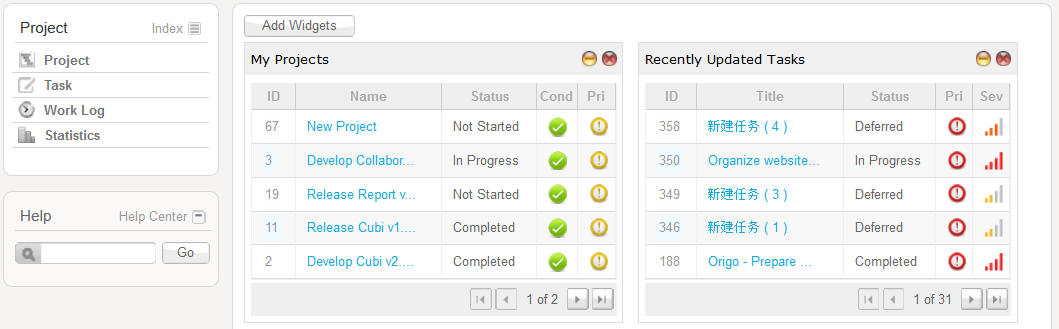 Project
Index
Project
Task
Work Log
Statistics
Help
Help Center
Go
Add Widgets
My Projects
ID Name Status Cond Pri
67 New Project Not Started
3 Develop Collabor... In Progress
19 Release Report v... Not Started
11 Release Cubi v1.... Completed
2 Develop Cubi v2.... Completed
1 of 2
Recently Updated Tasks
ID Title Status Pri Sev
358 新建任务 ( 4 ) Deferred
350 Organize website... In Progress
349 新建任务 ( 3 ) Deferred
346 新建任务 ( 1 ) Deferred
188 Origo - Prepare ... Completed
1 of 31